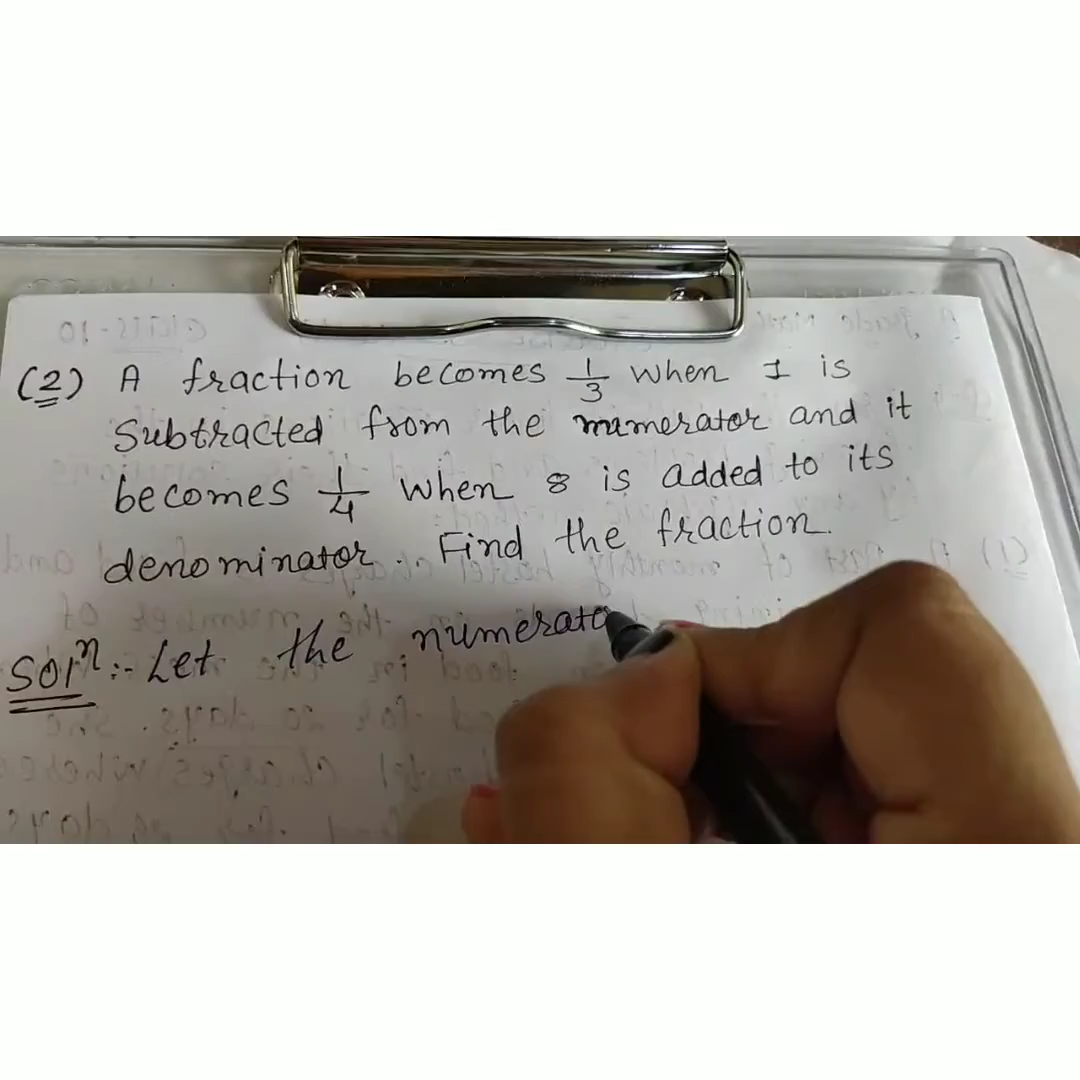 (2) A fraction becomes 1/3 when 1 is
subtracted from the numerator and it
becomes 1/4 when 8 is added to its
denominator. Find the fraction.
Solⁿ:- Let the numerato